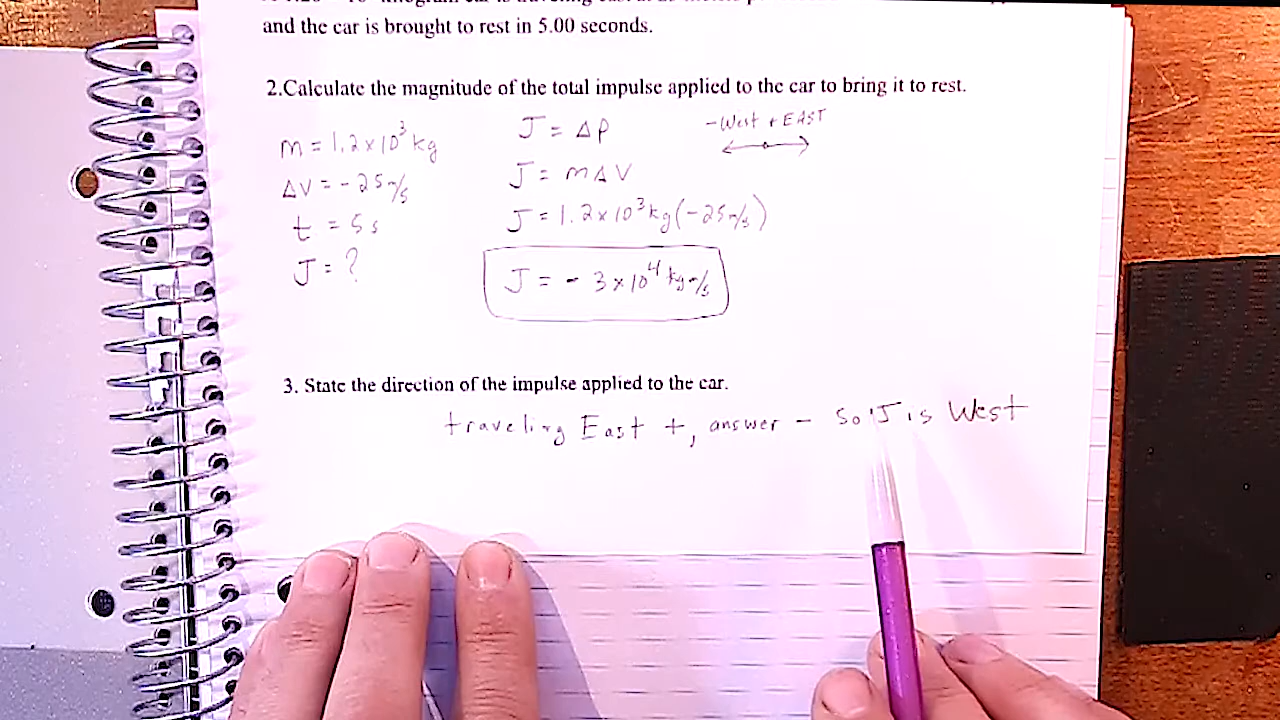 and the car is brought to rest in 5.00 seconds.
2.Calculate the magnitude of the total impulse applied to the car to bring it to rest.
m = 1.2 x 10³ kg
ΔV = - 25 m/s
t = 5 s
J = ?
J = Δp
J = mΔV
J = 1.2 x 10³ kg (-25 m/s)
J = - 3 x 10⁴ kg m/s
- West + EAST
3. State the direction of the impulse applied to the car.
traveling East +, answer - so J is West